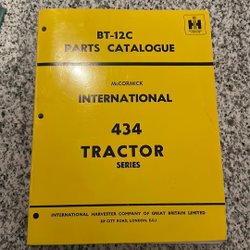 BT-12C
PARTS CATALOGUE
McCORMICK
INTERNATIONAL
434
TRACTOR
SERIES
INTERNATIONAL HARVESTER COMPANY OF GREAT BRITAIN LIMITED
CITY ROAD, LONDON, E.C.1